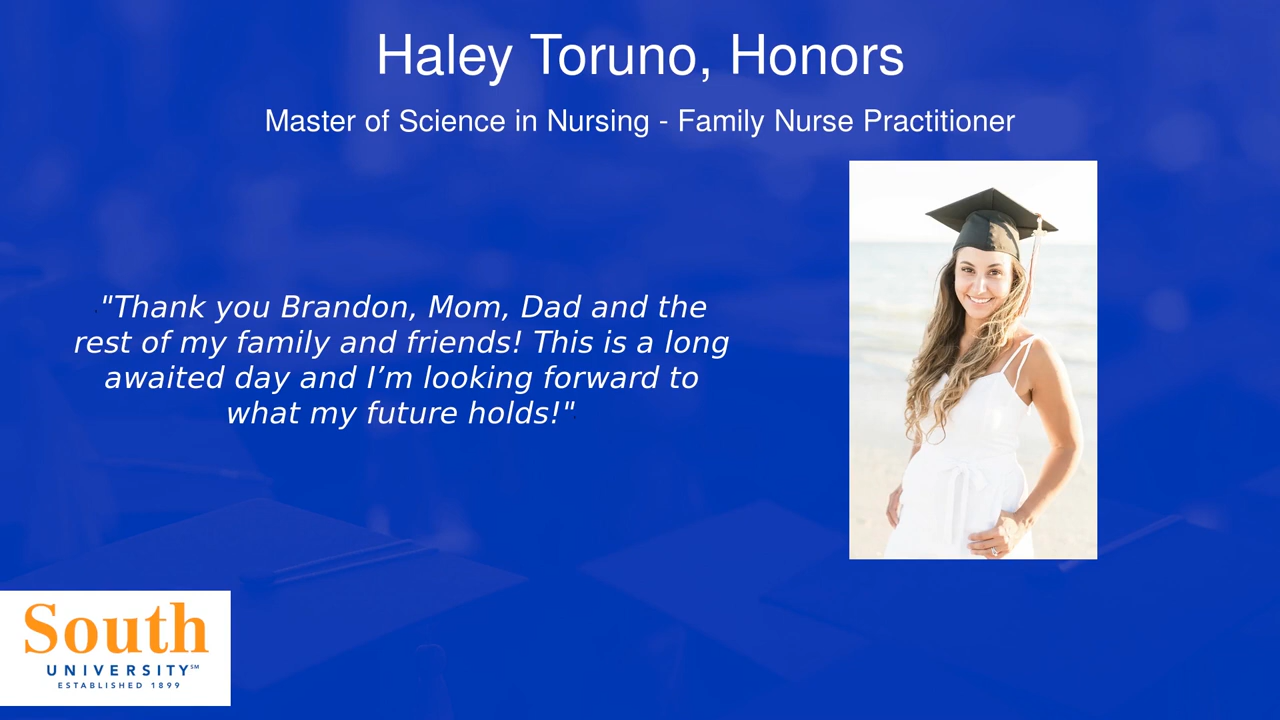 Haley Toruno, Honors
Master of Science in Nursing - Family Nurse Practitioner
"Thank you Brandon, Mom, Dad and the
rest of my family and friends! This is a long
awaited day and I’m looking forward to
what my future holds!"
South
UNIVERSITY℠
ESTABLISHED 1899